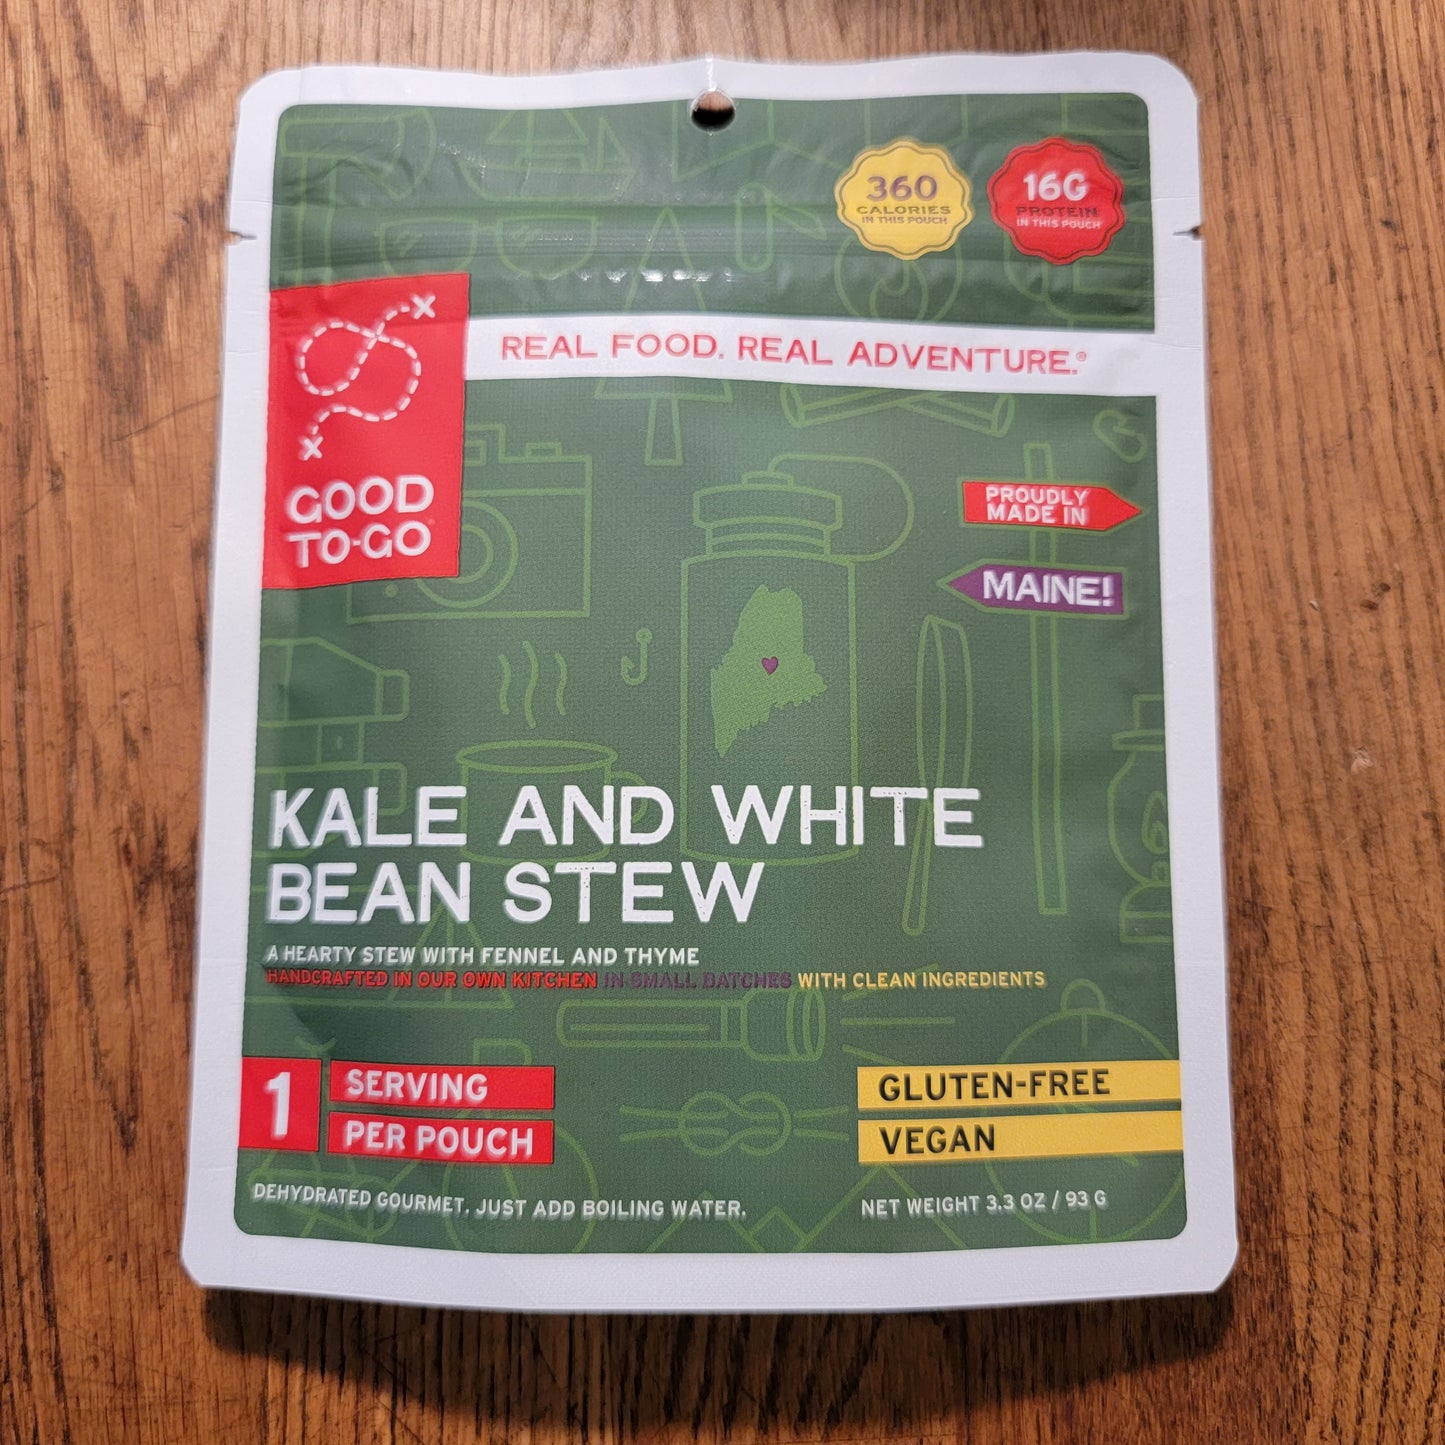 360
CALORIES
IN THIS POUCH
16G
PROTEIN
IN THIS POUCH
REAL FOOD. REAL ADVENTURE.®
GOOD
TO-GO
PROUDLY
MADE IN
MAINE!
KALE AND WHITE
BEAN STEW
A HEARTY STEW WITH FENNEL AND THYME
HANDCRAFTED IN OUR OWN KITCHEN IN SMALL BATCHES WITH CLEAN INGREDIENTS
1 SERVING
PER POUCH
GLUTEN-FREE
VEGAN
DEHYDRATED GOURMET. JUST ADD BOILING WATER.
NET WEIGHT 3.3 OZ / 93 G